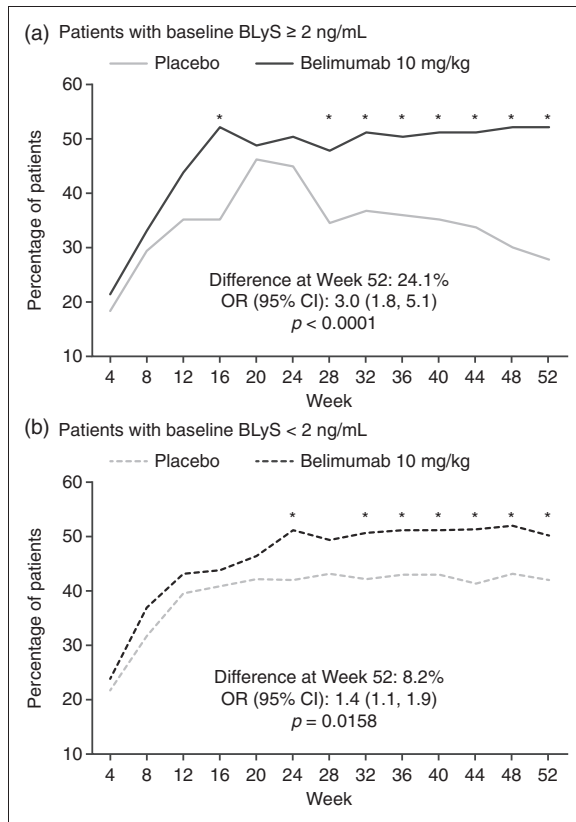 (a) Patients with baseline BLyS ≥ 2 ng/mL
Placebo Belimumab 10 mg/kg
Percentage of patients
60
50
40
30
20
10
* * * * * * * *
Difference at Week 52: 24.1%
OR (95% CI): 3.0 (1.8, 5.1)
p < 0.0001
4 8 12 16 20 24 28 32 36 40 44 48 52
Week
(b) Patients with baseline BLyS < 2 ng/mL
Placebo Belimumab 10 mg/kg
Percentage of patients
60
50
40
30
20
10
* * * * * * *
Difference at Week 52: 8.2%
OR (95% CI): 1.4 (1.1, 1.9)
p = 0.0158
4 8 12 16 20 24 28 32 36 40 44 48 52
Week